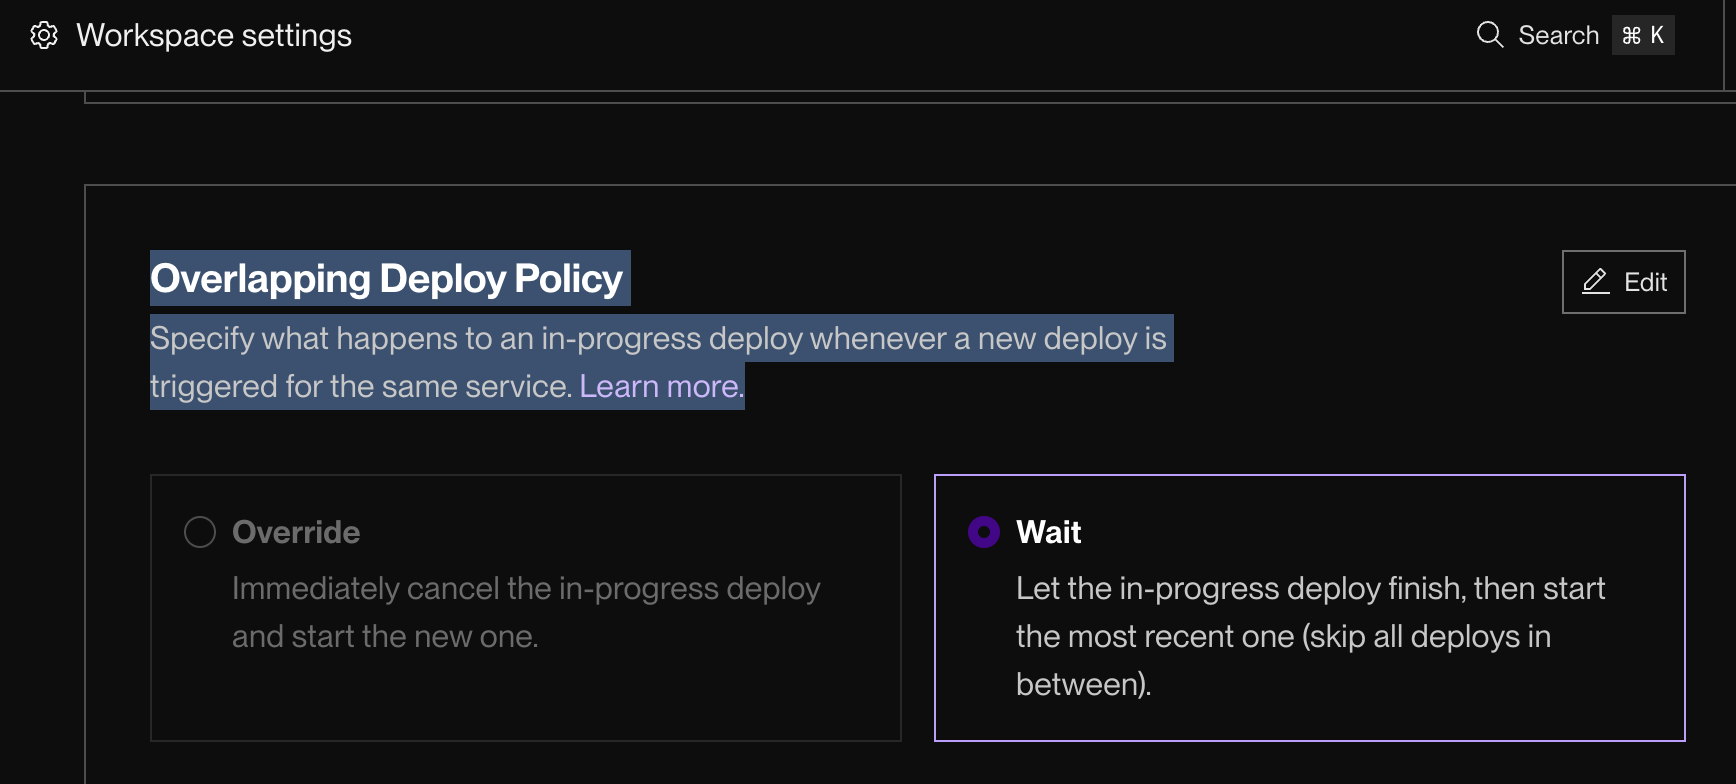 Workspace settings
Search ⌘ K
Overlapping Deploy Policy
Edit
Specify what happens to an in-progress deploy whenever a new deploy is
triggered for the same service. Learn more.
Override
Immediately cancel the in-progress deploy
and start the new one.
Wait
Let the in-progress deploy finish, then start
the most recent one (skip all deploys in
between).